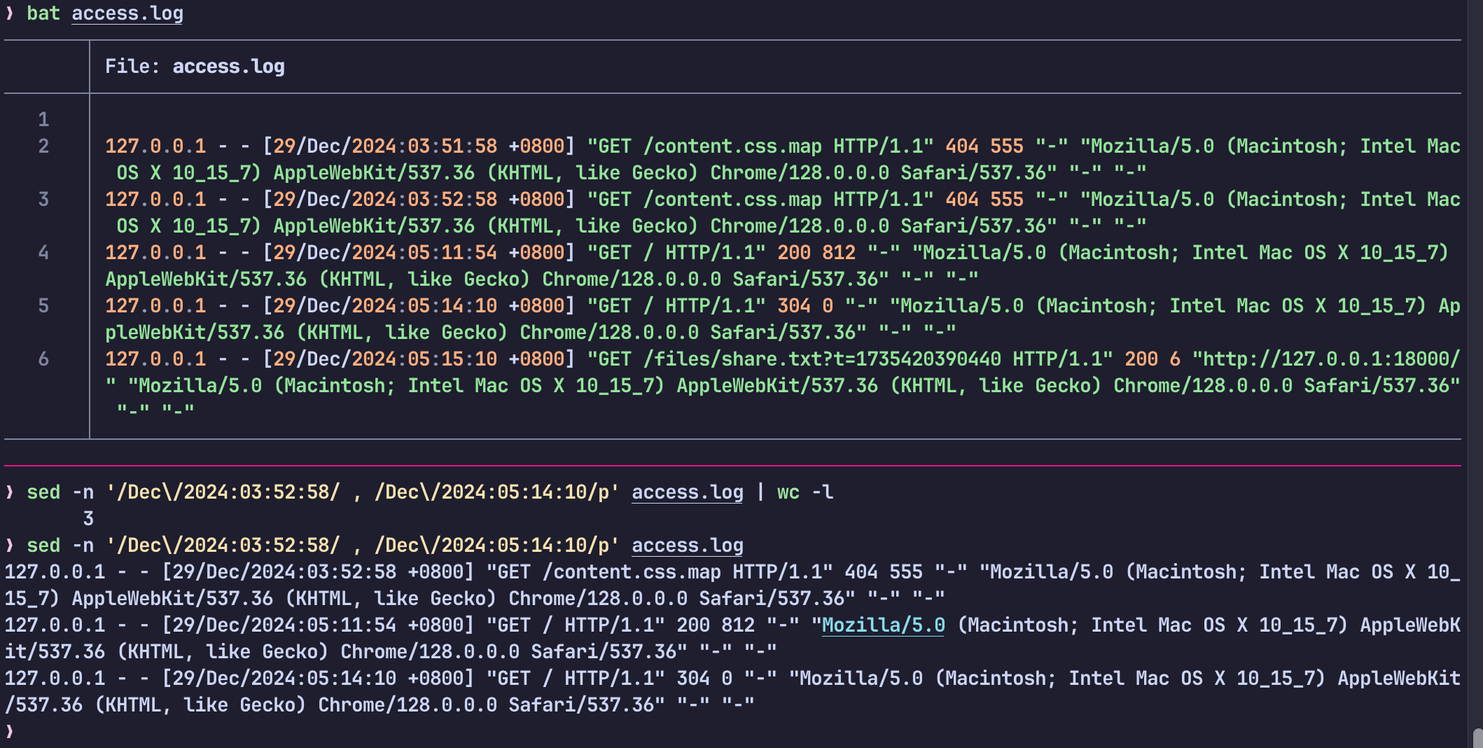 ❯ bat access.log
File: access.log
1
2 127.0.0.1 - - [29/Dec/2024:03:51:58 +0800] "GET /content.css.map HTTP/1.1" 404 555 "-" "Mozilla/5.0 (Macintosh; Intel Mac
OS X 10_15_7) AppleWebKit/537.36 (KHTML, like Gecko) Chrome/128.0.0.0 Safari/537.36" "-" "-"
3 127.0.0.1 - - [29/Dec/2024:03:52:58 +0800] "GET /content.css.map HTTP/1.1" 404 555 "-" "Mozilla/5.0 (Macintosh; Intel Mac
OS X 10_15_7) AppleWebKit/537.36 (KHTML, like Gecko) Chrome/128.0.0.0 Safari/537.36" "-" "-"
4 127.0.0.1 - - [29/Dec/2024:05:11:54 +0800] "GET / HTTP/1.1" 200 812 "-" "Mozilla/5.0 (Macintosh; Intel Mac OS X 10_15_7)
AppleWebKit/537.36 (KHTML, like Gecko) Chrome/128.0.0.0 Safari/537.36" "-" "-"
5 127.0.0.1 - - [29/Dec/2024:05:14:10 +0800] "GET / HTTP/1.1" 304 0 "-" "Mozilla/5.0 (Macintosh; Intel Mac OS X 10_15_7) Ap
pleWebKit/537.36 (KHTML, like Gecko) Chrome/128.0.0.0 Safari/537.36" "-" "-"
6 127.0.0.1 - - [29/Dec/2024:05:15:10 +0800] "GET /files/share.txt?t=1735420390440 HTTP/1.1" 200 6 "http://127.0.0.1:18000/
" "Mozilla/5.0 (Macintosh; Intel Mac OS X 10_15_7) AppleWebKit/537.36 (KHTML, like Gecko) Chrome/128.0.0.0 Safari/537.36"
"-" "-"
❯ sed -n '/Dec\/2024:03:52:58/ , /Dec\/2024:05:14:10/p' access.log | wc -l
3
❯ sed -n '/Dec\/2024:03:52:58/ , /Dec\/2024:05:14:10/p' access.log
127.0.0.1 - - [29/Dec/2024:03:52:58 +0800] "GET /content.css.map HTTP/1.1" 404 555 "-" "Mozilla/5.0 (Macintosh; Intel Mac OS X 10_
15_7) AppleWebKit/537.36 (KHTML, like Gecko) Chrome/128.0.0.0 Safari/537.36" "-" "-"
127.0.0.1 - - [29/Dec/2024:05:11:54 +0800] "GET / HTTP/1.1" 200 812 "-" "Mozilla/5.0 (Macintosh; Intel Mac OS X 10_15_7) AppleWebK
it/537.36 (KHTML, like Gecko) Chrome/128.0.0.0 Safari/537.36" "-" "-"
127.0.0.1 - - [29/Dec/2024:05:14:10 +0800] "GET / HTTP/1.1" 304 0 "-" "Mozilla/5.0 (Macintosh; Intel Mac OS X 10_15_7) AppleWebKit
/537.36 (KHTML, like Gecko) Chrome/128.0.0.0 Safari/537.36" "-" "-"
❯